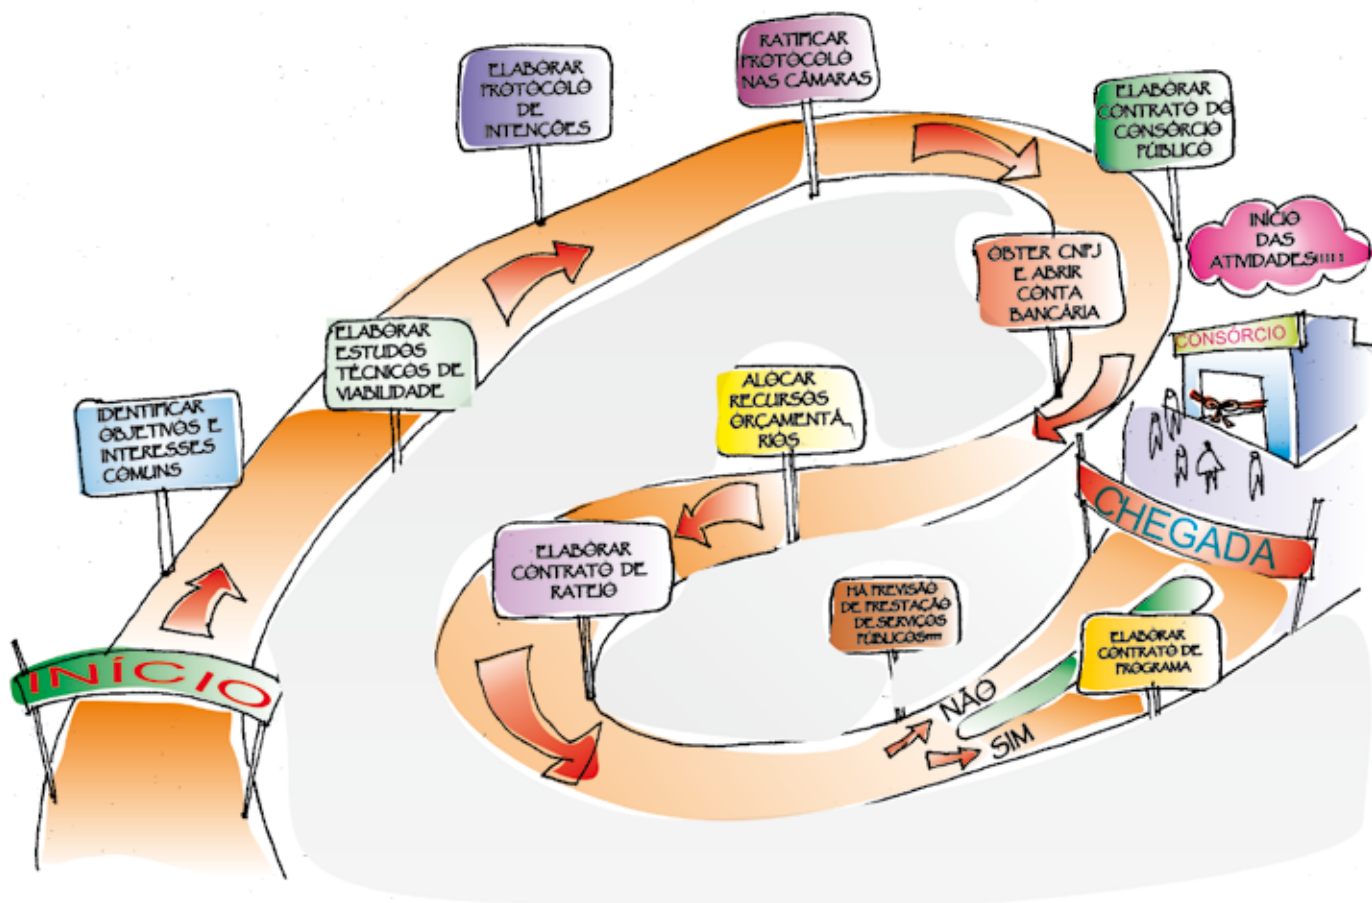 INÍCIO
IDENTIFICAR
OBJETIVOS E
INTERESSES
COMUNS
ELABORAR
ESTUDOS
TÉCNICOS DE
VIABILIDADE
ELABORAR
PROTOCOLO
DE
INTENÇÕES
RATIFICAR
PROTOCOLO
NAS CÂMARAS
ELABORAR
CONTRATO DO
CONSÓRCIO
PÚBLICO
OBTER CNPJ
E ABRIR
CONTA
BANCÁRIA
ALOCAR
RECURSOS
ORÇAMENTÁ,
RIOS
ELABORAR
CONTRATO DE
RATEIO
HÁ PREVISÃO
DE PRESTAÇÃO
DE SERVIÇOS
PÚBLICOS?????
NÃO
SIM
ELABORAR
CONTRATO DE
PROGRAMA
CHEGADA
CONSÓRCIO
INÍCIO
DAS
ATIVIDADES!!!!!